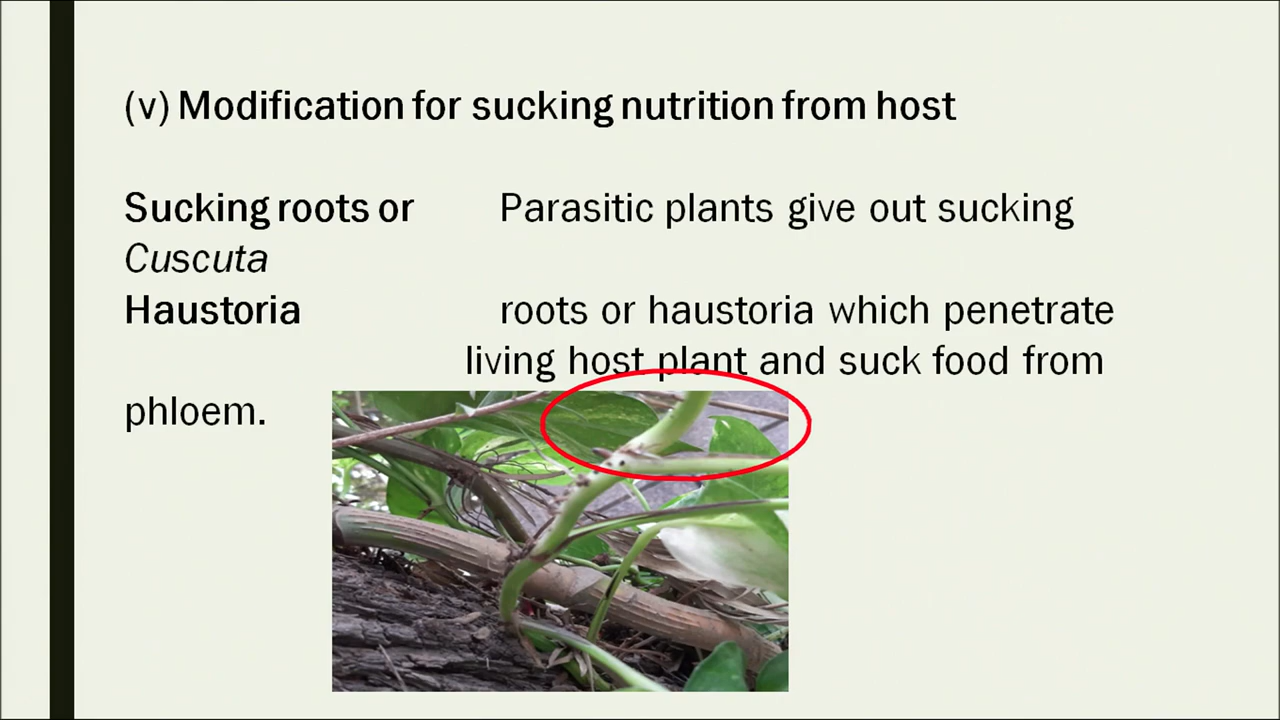 (v) Modification for sucking nutrition from host
Sucking roots or Parasitic plants give out sucking
Cuscuta
Haustoria roots or haustoria which penetrate
living host plant and suck food from
phloem.